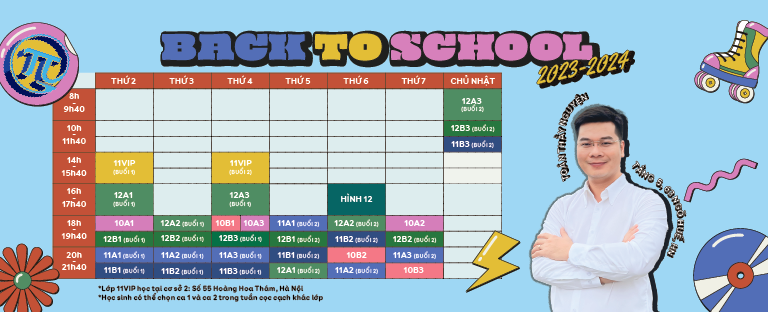 BACK TO SCHOOL
2023-2024
THỨ 2 THỨ 3 THỨ 4 THỨ 5 THỨ 6 THỨ 7 CHỦ NHẬT
8h - 9h40
12A3 (BUỔI 2)
10h - 11h40
12B3 (BUỔI 2)
11B3 (BUỔI 2)
14h - 15h40
11VIP (BUỔI 1) 11VIP (BUỔI 2)
16h - 17h40
12A1 (BUỔI 1) 12A3 (BUỔI 1) HÌNH 12
18h - 19h40
10A1 12A2 (BUỔI 1) 10B1 10A3 11A1 (BUỔI 2) 12A2 (BUỔI 2) 10A2
12B1 (BUỔI 1) 12B2 (BUỔI 1) 12B3 (BUỔI 1) 12B1 (BUỔI 2) 11B2 (BUỔI 2) 12B2 (BUỔI 2)
20h - 21h40
11A1 (BUỔI 1) 11A2 (BUỔI 1) 11A3 (BUỔI 1) 11B1 (BUỔI 2) 10B2 11A3 (BUỔI 2)
11B1 (BUỔI 1) 11B2 (BUỔI 1) 11B3 (BUỔI 1) 12A1 (BUỔI 2) 11A2 (BUỔI 2) 10B3
*Lớp 11VIP học tại cơ sở 2: Số 55 Hoàng Hoa Thám, Hà Nội
*Học sinh có thể chọn ca 1 và ca 2 trong tuần cọc cạch khác lớp
TOÁN THẦY NGUYỆN
TẦNG 5, 67 NGÔ HUẾ, HN